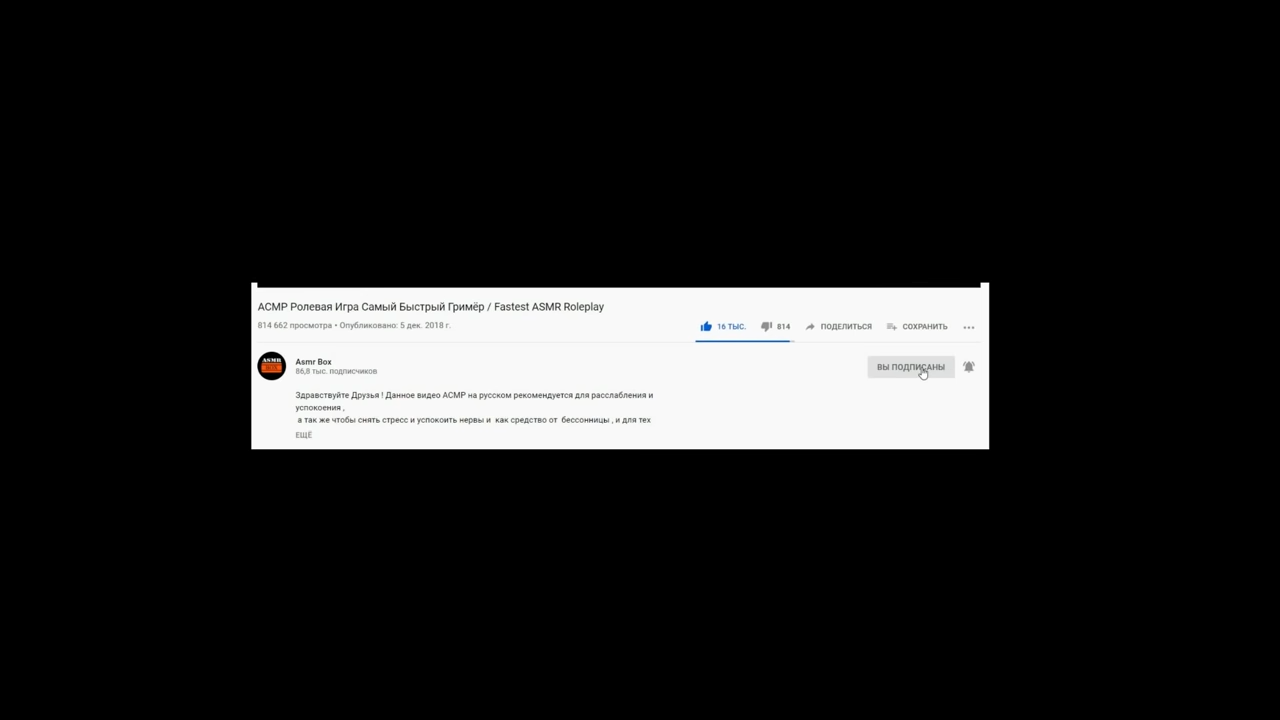 АСМР Ролевая Игра Самый Быстрый Гримёр / Fastest ASMR Roleplay
814 662 просмотра • Опубликовано: 5 дек. 2018 г.
16 ТЫС. 814 ПОДЕЛИТЬСЯ СОХРАНИТЬ
ASMR
BOX
Asmr Box
86,8 тыс. подписчиков
ВЫ ПОДПИСАНЫ
Здравствуйте Друзья ! Данное видео АСМР на русском рекомендуется для расслабления и
успокоения ,
а так же чтобы снять стресс и успокоить нервы и как средство от бессонницы , и для тех
ЕЩЁ